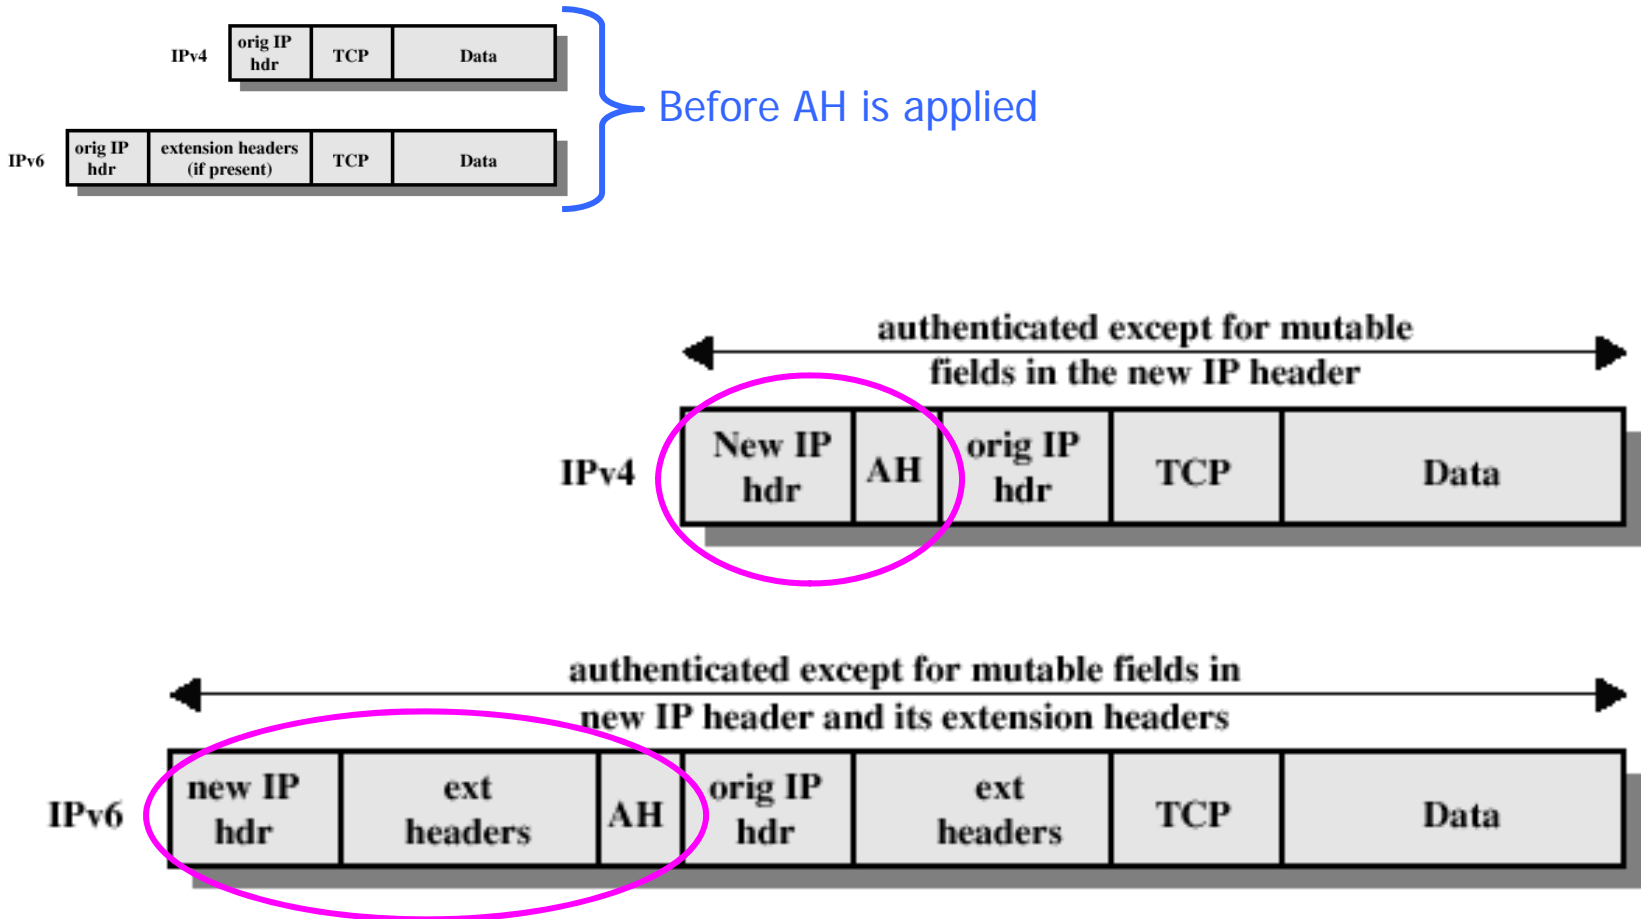 IPv4
orig IP
hdr
TCP
Data
Before AH is applied
IPv6
orig IP
hdr
extension headers
(if present)
TCP
Data
authenticated except for mutable
fields in the new IP header
IPv4
New IP
hdr
AH
orig IP
hdr
TCP
Data
authenticated except for mutable fields in
new IP header and its extension headers
IPv6
new IP
hdr
ext
headers
AH
orig IP
hdr
ext
headers
TCP
Data